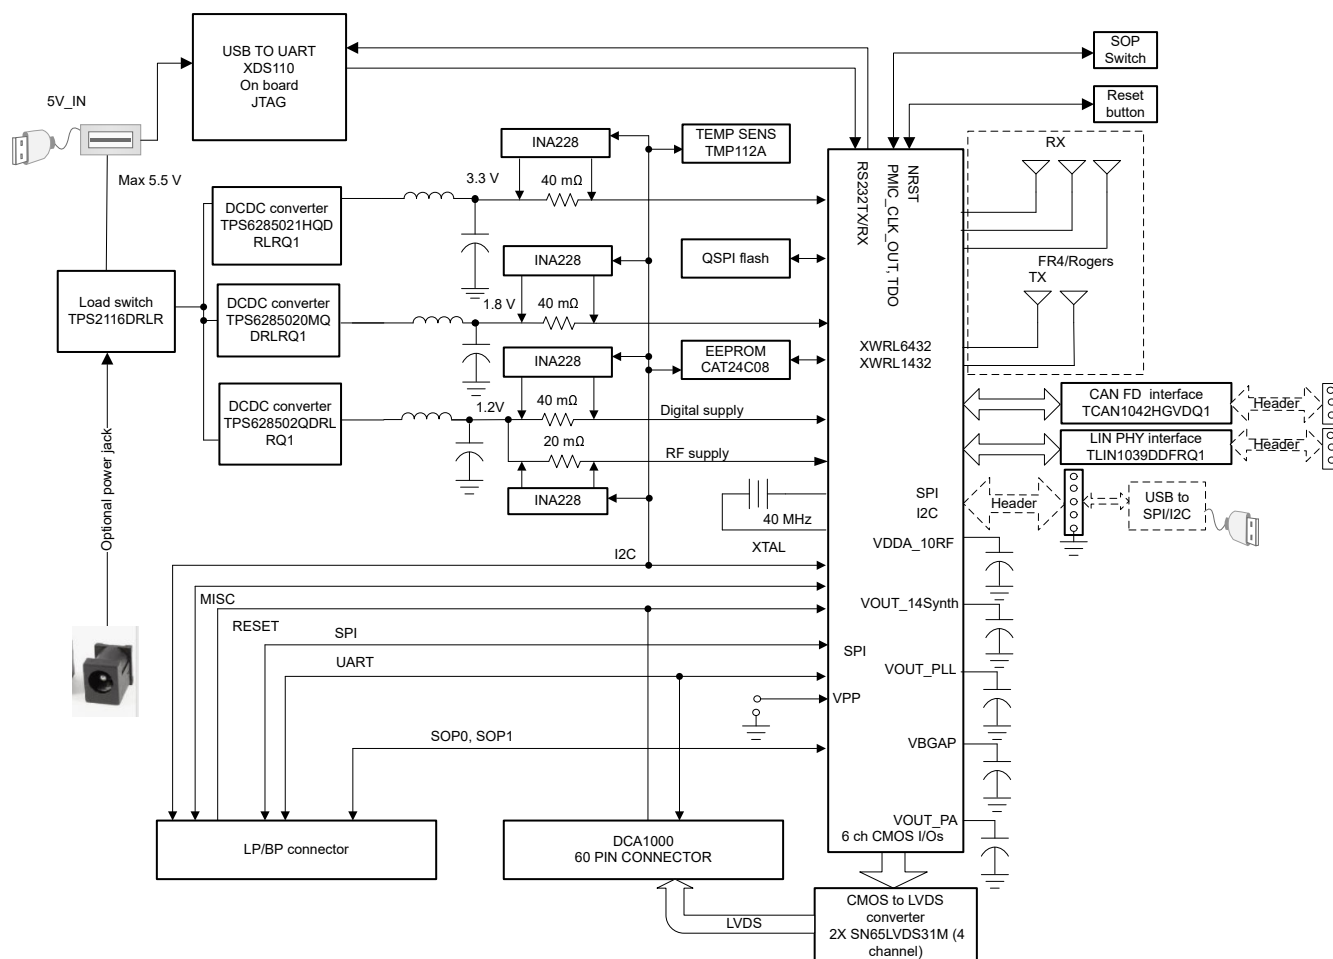 USB TO UART
XDS110
On board
JTAG
SOP
Switch
5V_IN
Reset
button
Max 5.5 V
INA228
TEMP SENS
TMP112A
RX
3.3 V
40 mΩ
DCDC converter
TPS6285021HQD
RLRQ1
RS232TX/RX
PMIC_CLK_OUT, TDO
NRST
INA228
QSPI flash
FR4/Rogers
TX
Load switch
TPS2116DRLR
DCDC converter
TPS6285020MQ
DRLRQ1
1.8 V
40 mΩ
INA228
EEPROM
CAT24C08
XWRL6432
XWRL1432
DCDC converter
TPS628502QDRL
RQ1
1.2V
40 mΩ
Digital supply
CAN FD interface
TCAN1042HGVDQ1
Header
20 mΩ
RF supply
LIN PHY interface
TLIN1039DDFRQ1
Header
INA228
Optional power jack
40 MHz
XTAL
SPI
I2C
Header
USB to
SPI/I2C
VDDA_10RF
I2C
MISC
RESET
VOUT_14Synth
SPI
SPI
UART
VOUT_PLL
VPP
SOP0, SOP1
VBGAP
VOUT_PA
6 ch CMOS I/Os
LP/BP connector
DCA1000
60 PIN CONNECTOR
LVDS
CMOS to LVDS
converter
2X SN65LVDS31M (4
channel)